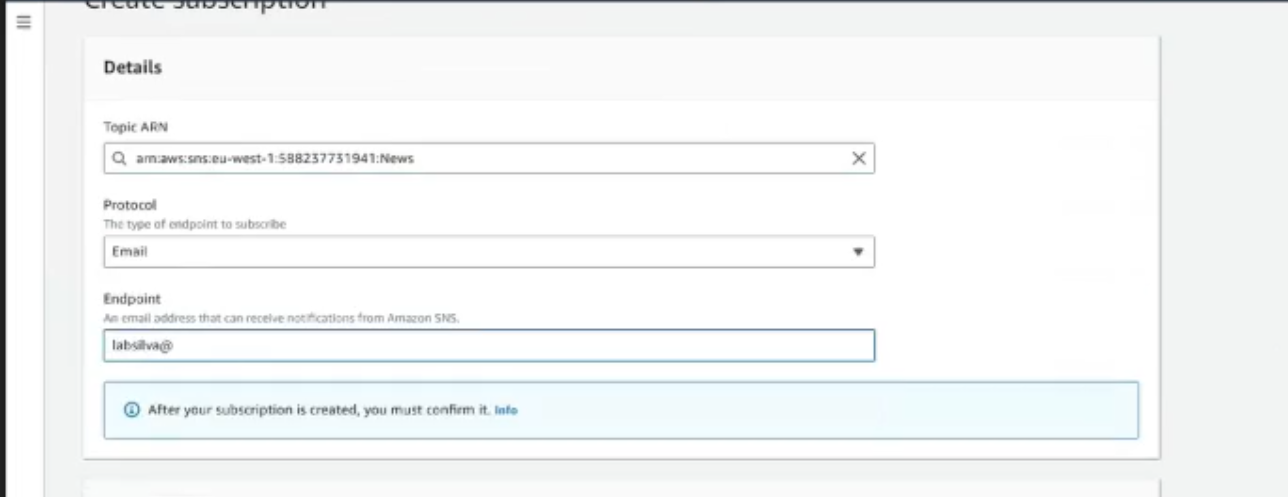 Create subscription
Details
Topic ARN
arn:aws:sns:eu-west-1:588237731941:News
Protocol
The type of endpoint to subscribe
Email
Endpoint
An email address that can receive notifications from Amazon SNS.
labsilva@
After your subscription is created, you must confirm it. Info